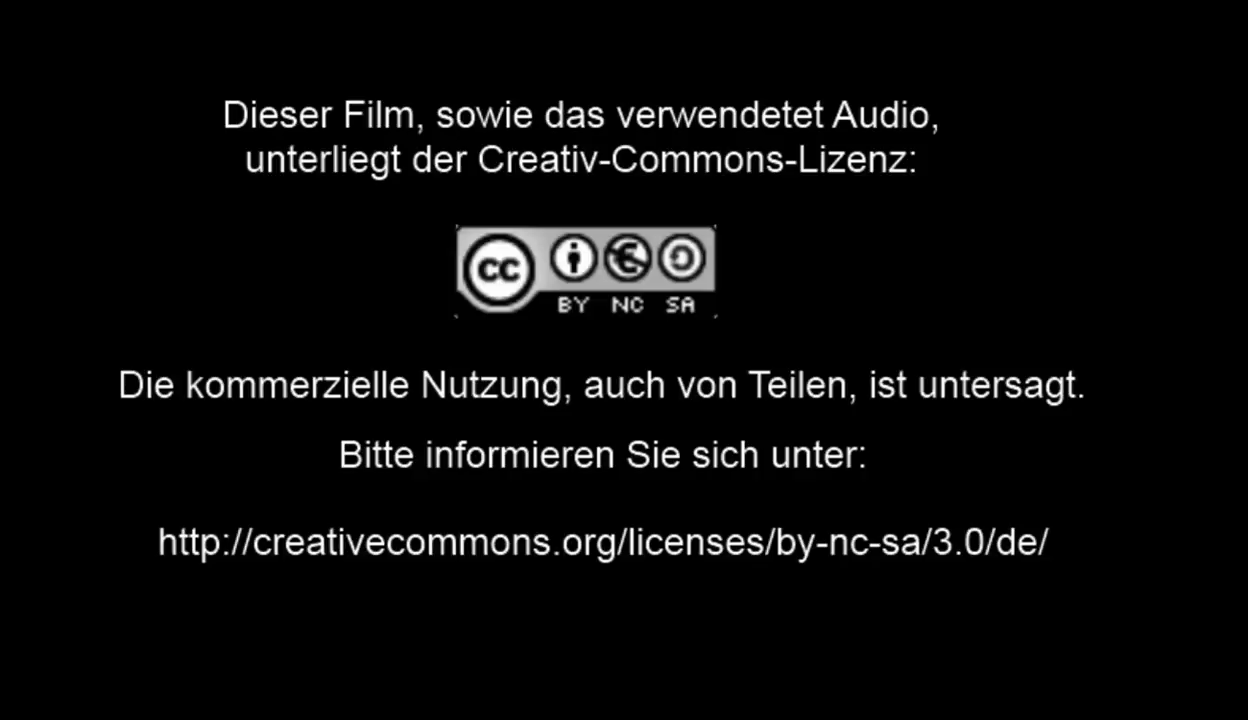 Dieser Film, sowie das verwendetet Audio,
unterliegt der Creativ-Commons-Lizenz:
cc
BY NC SA
Die kommerzielle Nutzung, auch von Teilen, ist untersagt.
Bitte informieren Sie sich unter:
http://creativecommons.org/licenses/by-nc-sa/3.0/de/